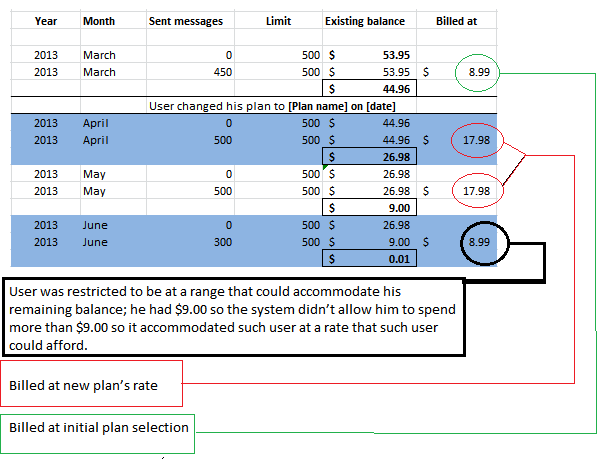 Year Month Sent messages Limit Existing balance Billed at
2013 March 0 500 $ 53.95
2013 March 450 500 $ 53.95 $ 8.99
$ 44.96
User changed his plan to [Plan name] on [date]
2013 April 0 500 $ 44.96
2013 April 500 500 $ 44.96 $ 17.98
$ 26.98
2013 May 0 500 $ 26.98
2013 May 500 500 $ 26.98 $ 17.98
$ 9.00
2013 June 0 500 $ 26.98
2013 June 300 500 $ 9.00 $ 8.99
$ 0.01
User was restricted to be at a range that could accommodate his
remaining balance; he had $9.00 so the system didn't allow him to spend
more than $9.00 so it accommodated such user at a rate that such user
could afford.
Billed at new plan's rate
Billed at initial plan selection